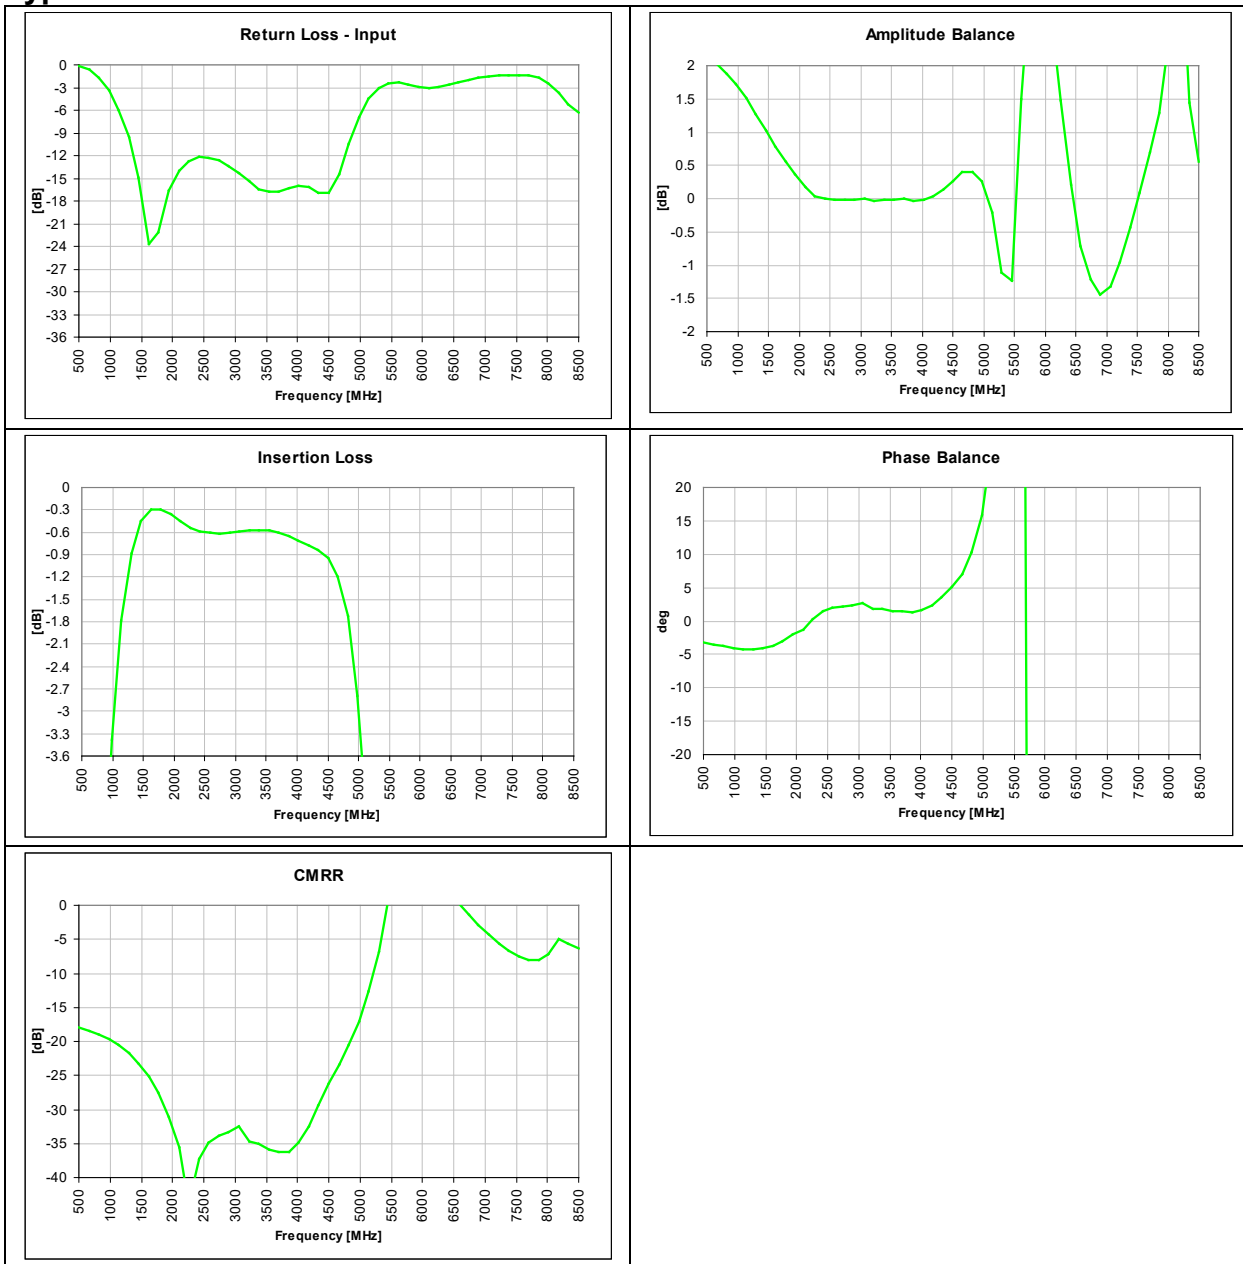 Return Loss - Input
0
-3
-6
-9
-12
-15
-18
-21
-24
-27
-30
-33
-36
[dB]
500 1000 1500 2000 2500 3000 3500 4000 4500 5000 5500 6000 6500 7000 7500 8000 8500
Frequency [MHz]
Amplitude Balance
2
1.5
1
0.5
0
-0.5
-1
-1.5
-2
[dB]
500 1000 1500 2000 2500 3000 3500 4000 4500 5000 5500 6000 6500 7000 7500 8000 8500
Frequency [MHz]
Insertion Loss
0
-0.3
-0.6
-0.9
-1.2
-1.5
-1.8
-2.1
-2.4
-2.7
-3
-3.3
-3.6
[dB]
500 1000 1500 2000 2500 3000 3500 4000 4500 5000 5500 6000 6500 7000 7500 8000 8500
Frequency [MHz]
Phase Balance
20
15
10
5
0
-5
-10
-15
-20
deg
500 1000 1500 2000 2500 3000 3500 4000 4500 5000 5500 6000 6500 7000 7500 8000 8500
Frequency [MHz]
CMRR
0
-5
-10
-15
-20
-25
-30
-35
-40
[dB]
500 1000 1500 2000 2500 3000 3500 4000 4500 5000 5500 6000 6500 7000 7500 8000 8500
Frequency [MHz]